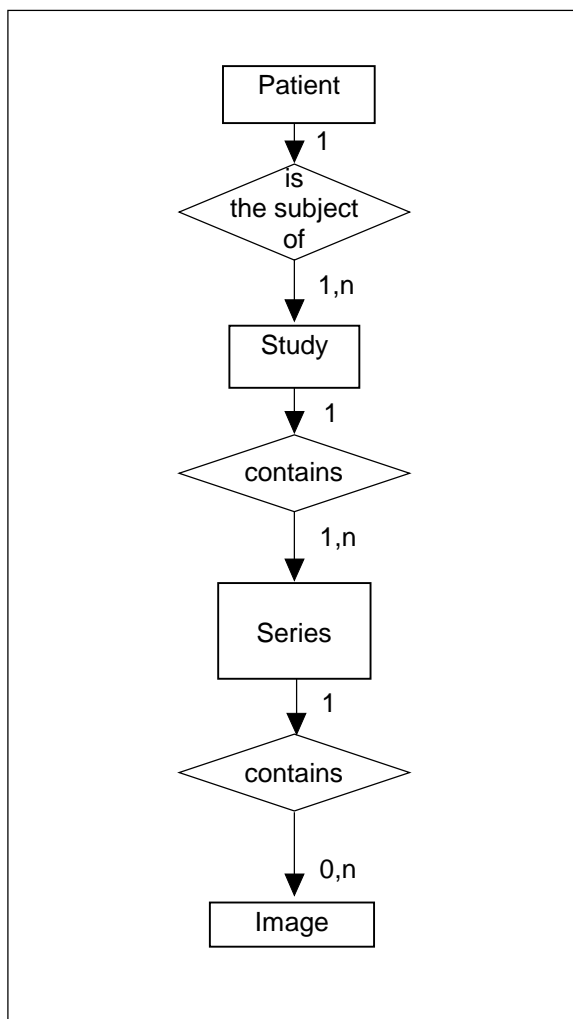 Patient
1
is
the subject
of
1,n
Study
1
contains
1,n
Series
1
contains
0,n
Image